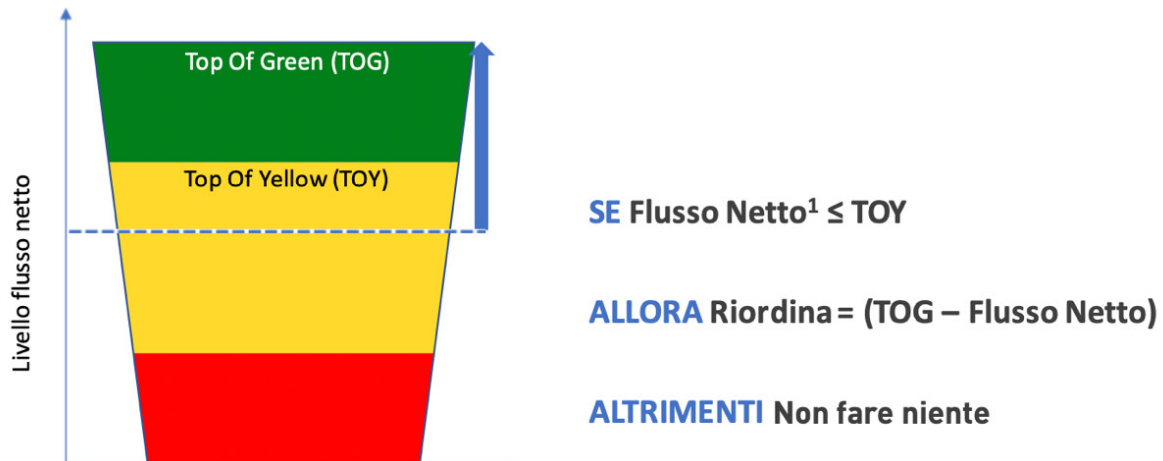 Top Of Green (TOG)
Top Of Yellow (TOY)
Livello flusso netto
SE Flusso Netto¹ ≤ TOY
ALLORA Riordina = (TOG – Flusso Netto)
ALTRIMENTI Non fare niente